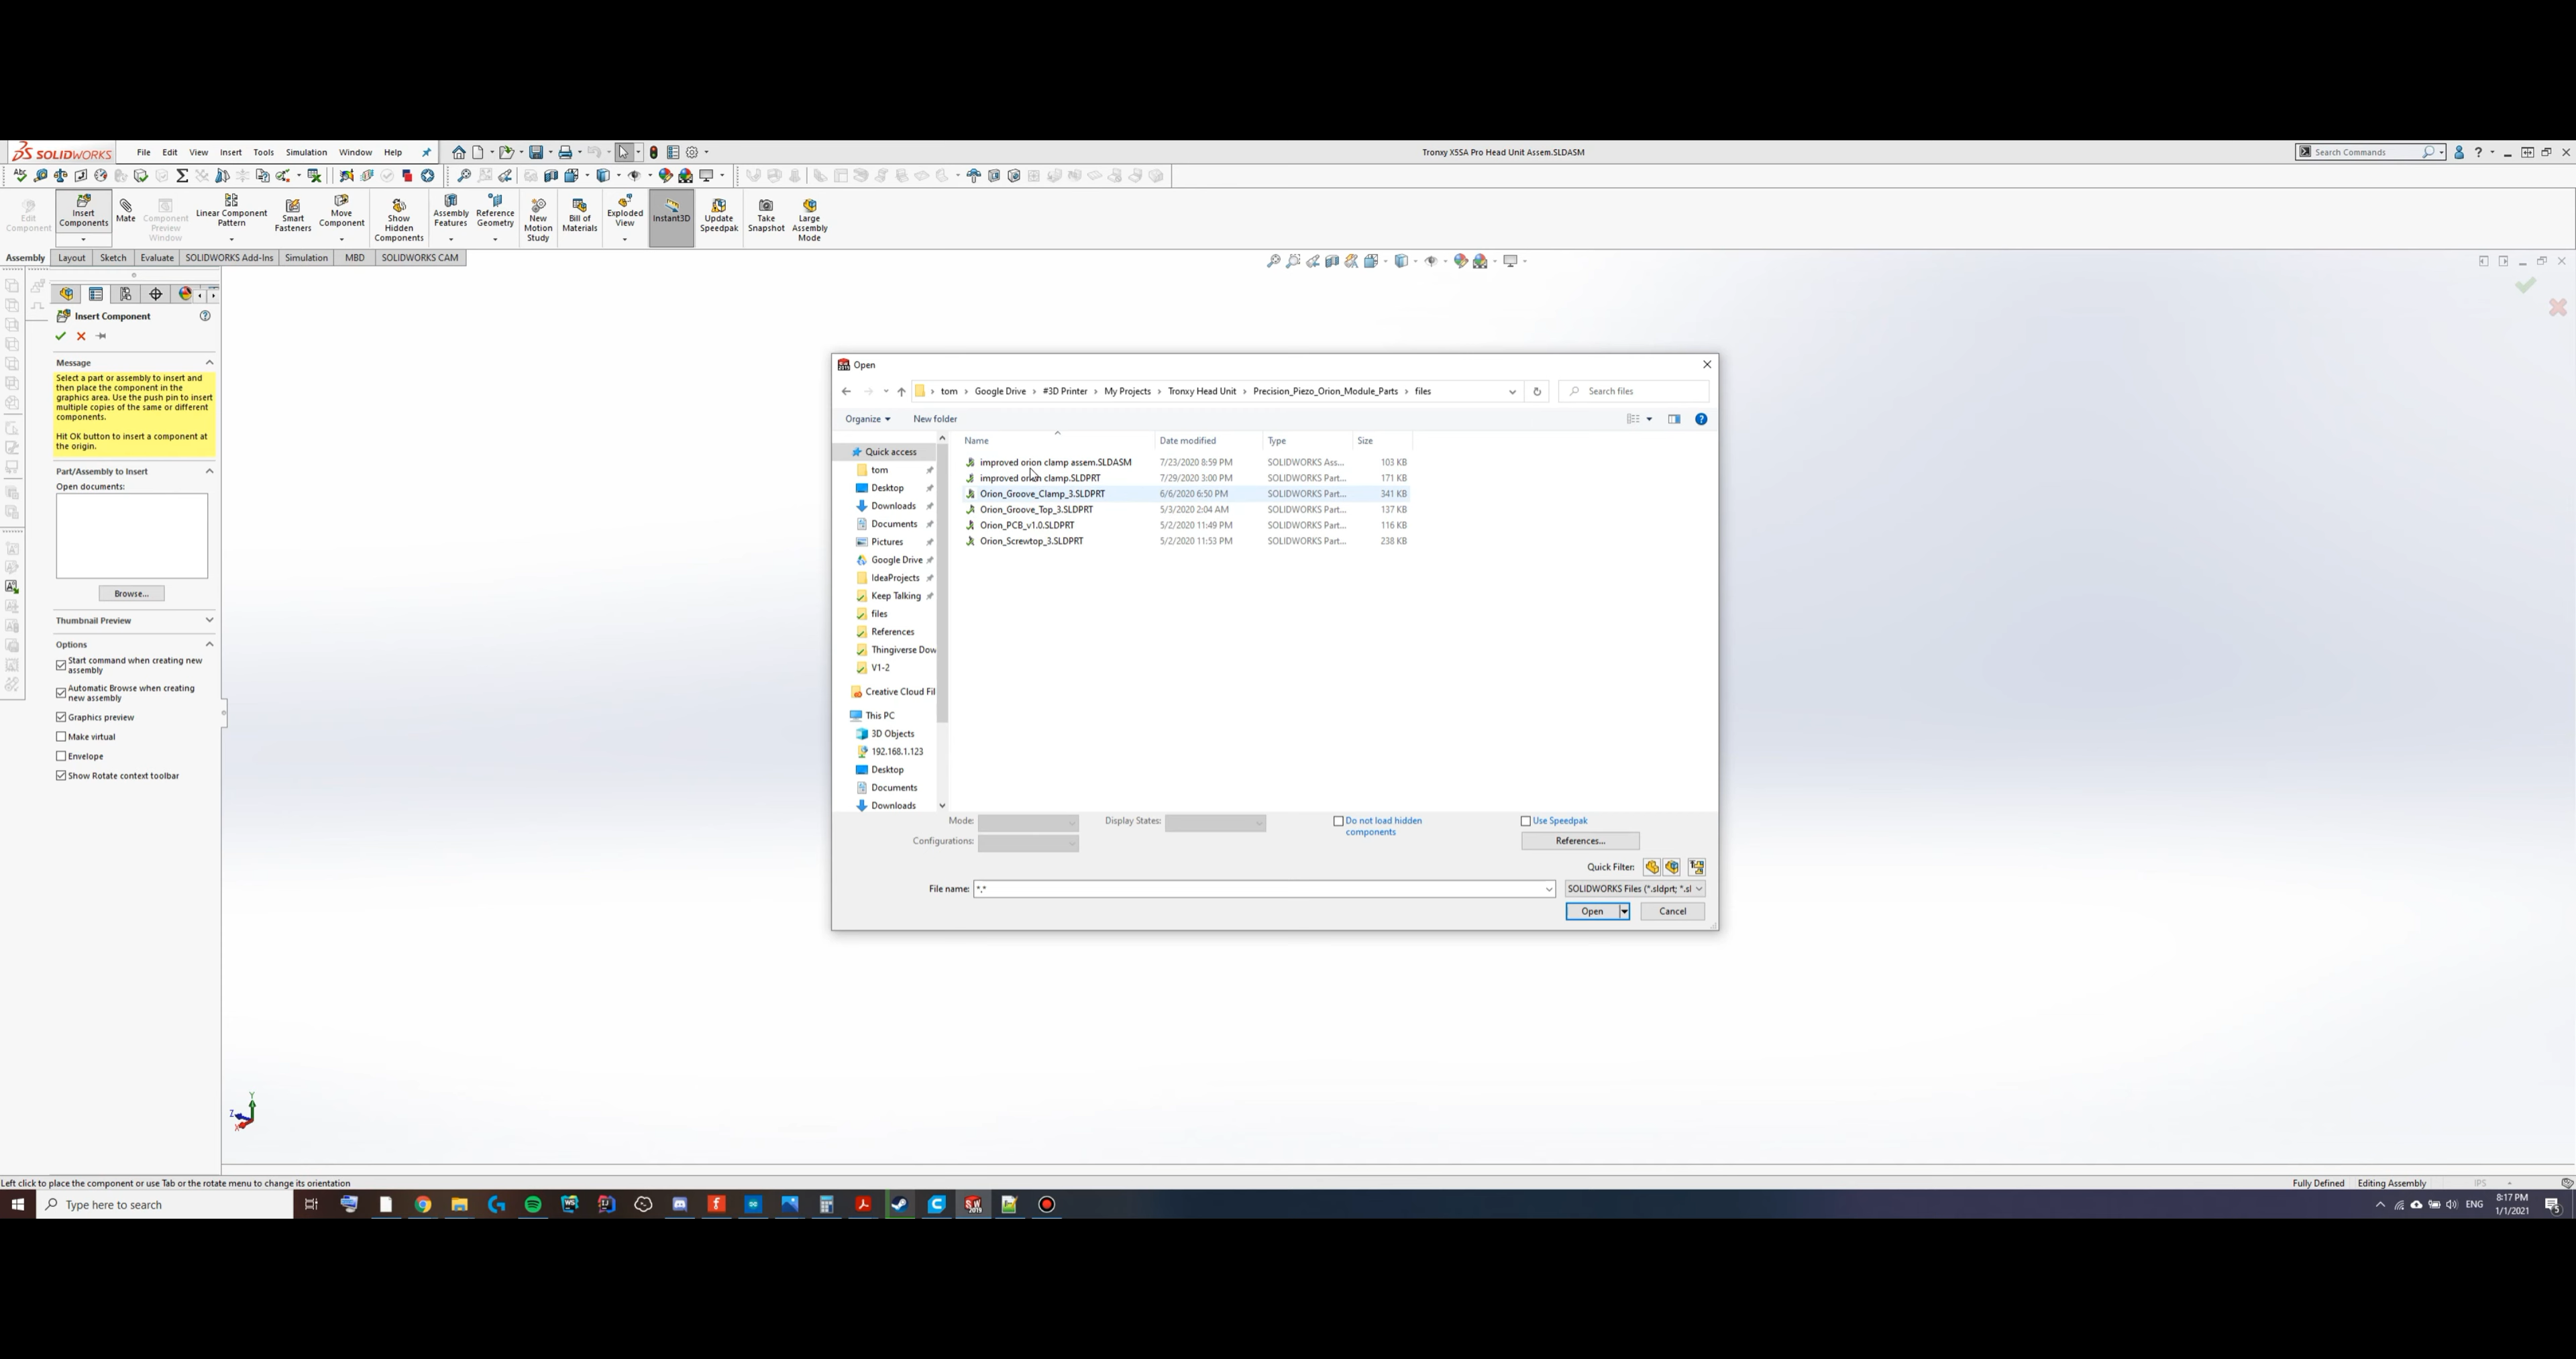 SOLIDWORKS File Edit View Insert Tools Simulation Window Help Tronxy X5SA Pro Head Unit Assem.SLDASM Search Commands
Edit Component Insert Components Mate Component Preview Window Linear Component Pattern Smart Fasteners Move Component Show Hidden Components Assembly Features Reference Geometry New Motion Study Bill of Materials Exploded View Instant3D Update Speedpak Take Snapshot Large Assembly Mode
Assembly Layout Sketch Evaluate SOLIDWORKS Add-Ins Simulation MBD SOLIDWORKS CAM
Insert Component
Message
Select a part or assembly to insert and
then place the component in the
graphics area. Use the push pin to insert
multiple copies of the same or different
components.
Hit OK button to insert a component at
the origin.
Part/Assembly to Insert
Open documents:
Browse...
Thumbnail Preview
Options
Start command when creating new
assembly
Automatic Browse when creating
new assembly
Graphics preview
Make virtual
Envelope
Show Rotate context toolbar
Open
tom › Google Drive › #3D Printer › My Projects › Tronxy Head Unit › Precision_Piezo_Orion_Module_Parts › files
Search files
Organize New folder
Quick access
tom
Desktop
Downloads
Documents
Pictures
Google Drive
IdeaProjects
Keep Talking
files
References
Thingiverse Dow
V1-2
Creative Cloud Fil
This PC
3D Objects
192.168.1.123
Desktop
Documents
Downloads
Name Date modified Type Size
improved orion clamp assem.SLDASM 7/23/2020 8:59 PM SOLIDWORKS Ass... 103 KB
improved orion clamp.SLDPRT 7/29/2020 3:00 PM SOLIDWORKS Part... 171 KB
Orion_Groove_Clamp_3.SLDPRT 6/6/2020 6:50 PM SOLIDWORKS Part... 341 KB
Orion_Groove_Top_3.SLDPRT 5/3/2020 2:04 AM SOLIDWORKS Part... 137 KB
Orion_PCB_v1.0.SLDPRT 5/2/2020 11:49 PM SOLIDWORKS Part... 116 KB
Orion_Screwtop_3.SLDPRT 5/2/2020 11:53 PM SOLIDWORKS Part... 238 KB
Mode: Display States: Do not load hidden components Use Speedpak
Configurations: References...
Quick Filter:
File name: *.* SOLIDWORKS Files (*.sldprt; *.sl
Open Cancel
Y
Z
X
Left click to place the component or use Tab or the rotate menu to change its orientation Fully Defined Editing Assembly IPS
Type here to search ENG 8:17 PM
1/1/2021